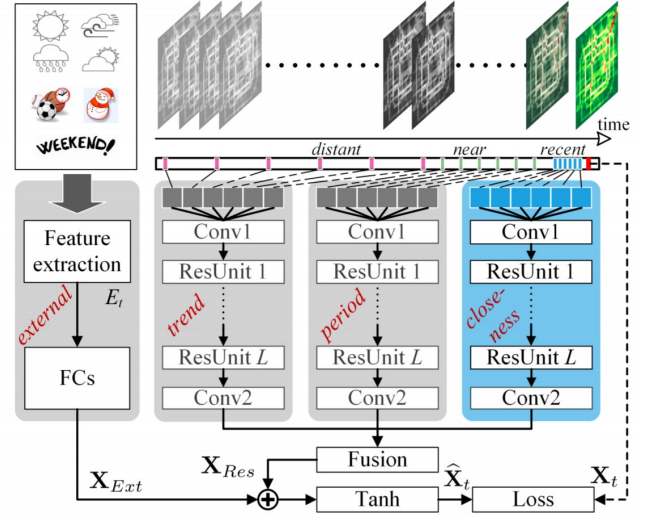 WEEKEND!
time
distant near recent
Feature
extraction
E_t
external
FCs
Conv1
ResUnit 1
trend
ResUnit L
Conv2
Conv1
ResUnit 1
period
ResUnit L
Conv2
Conv1
ResUnit 1
close-
ness
ResUnit L
Conv2
Fusion
X_Res
X_Ext
Tanh
X̂_t
Loss
X_t